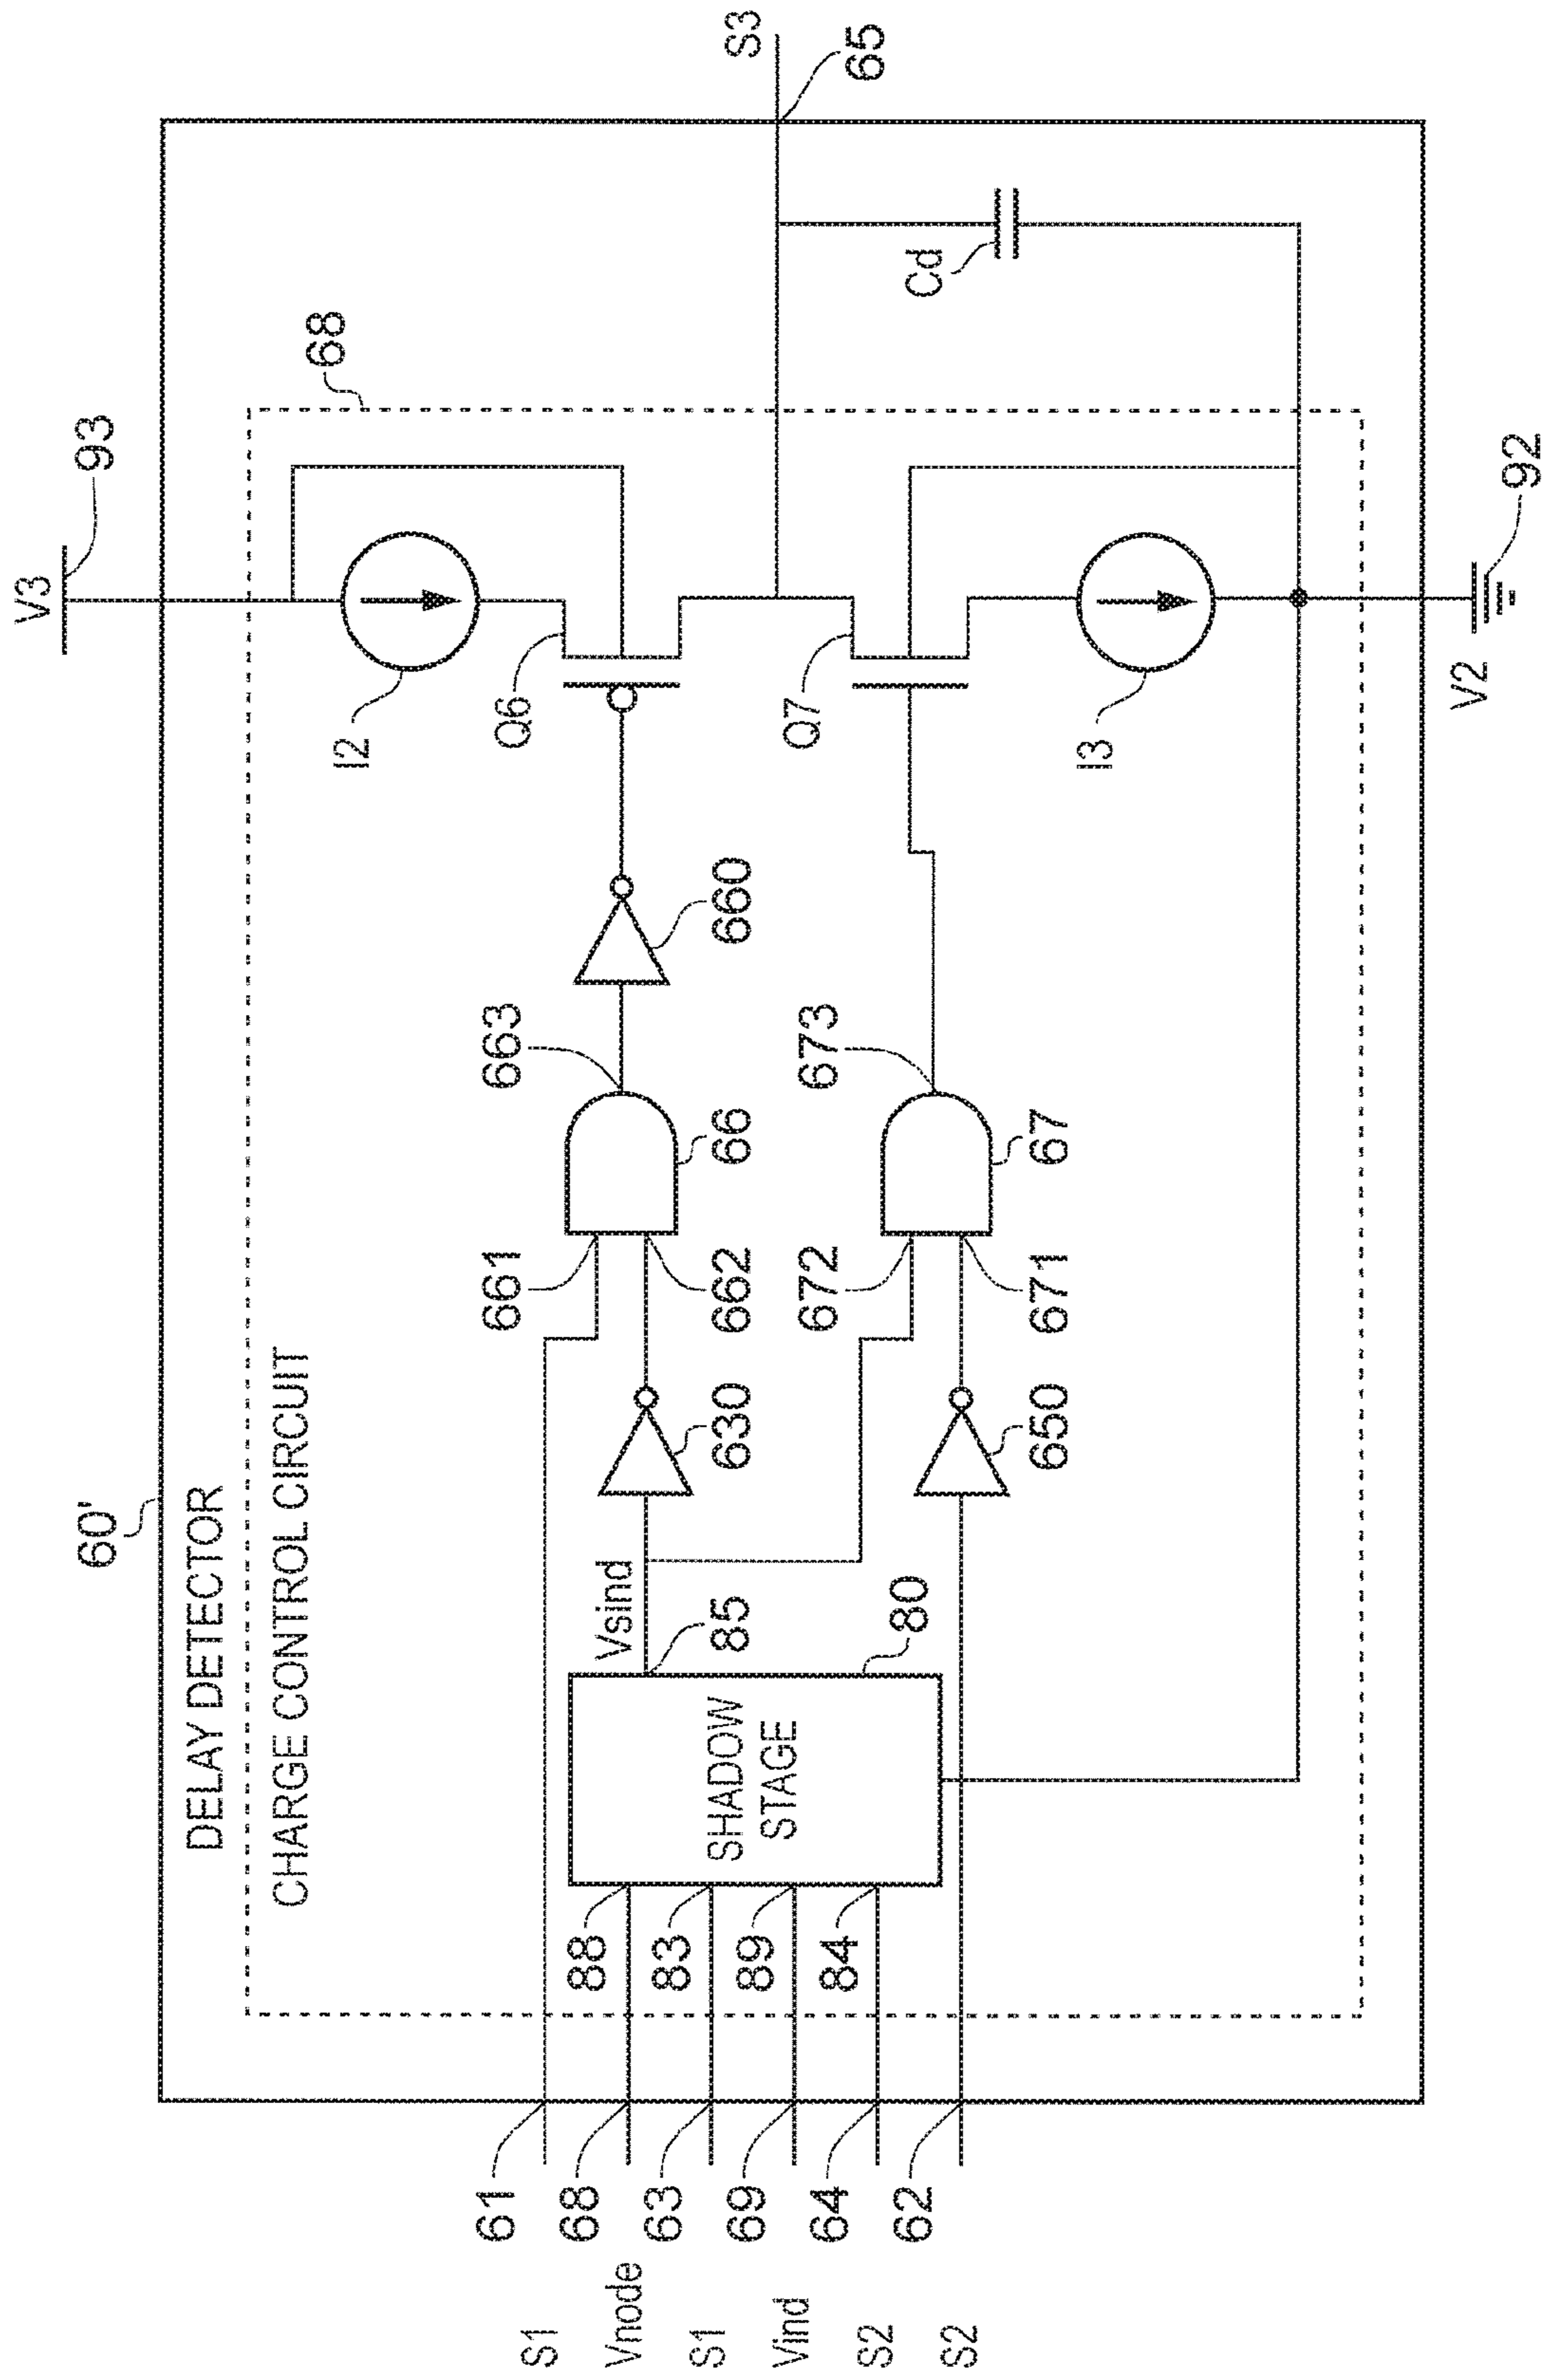 60'
DELAY DETECTOR
CHARGE CONTROL CIRCUIT
68
V3
93
I2
Q6
S1
61
Vnode
68
S1
63
Vind
69
S2
64
S2
62
88
83
89
84
SHADOW
STAGE
Vsind
85
80
630
650
661
662
663
66
660
672
671
673
67
Q7
I3
S3
65
Cd
V2
92